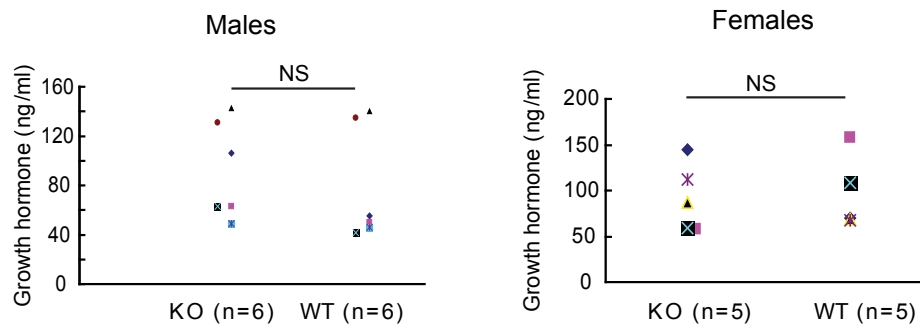 Males
NS
Growth hormone (ng/ml)
160
120
80
40
0
KO (n=6)
WT (n=6)
Females
NS
Growth hormone (ng/ml)
200
150
100
50
0
KO (n=5)
WT (n=5)